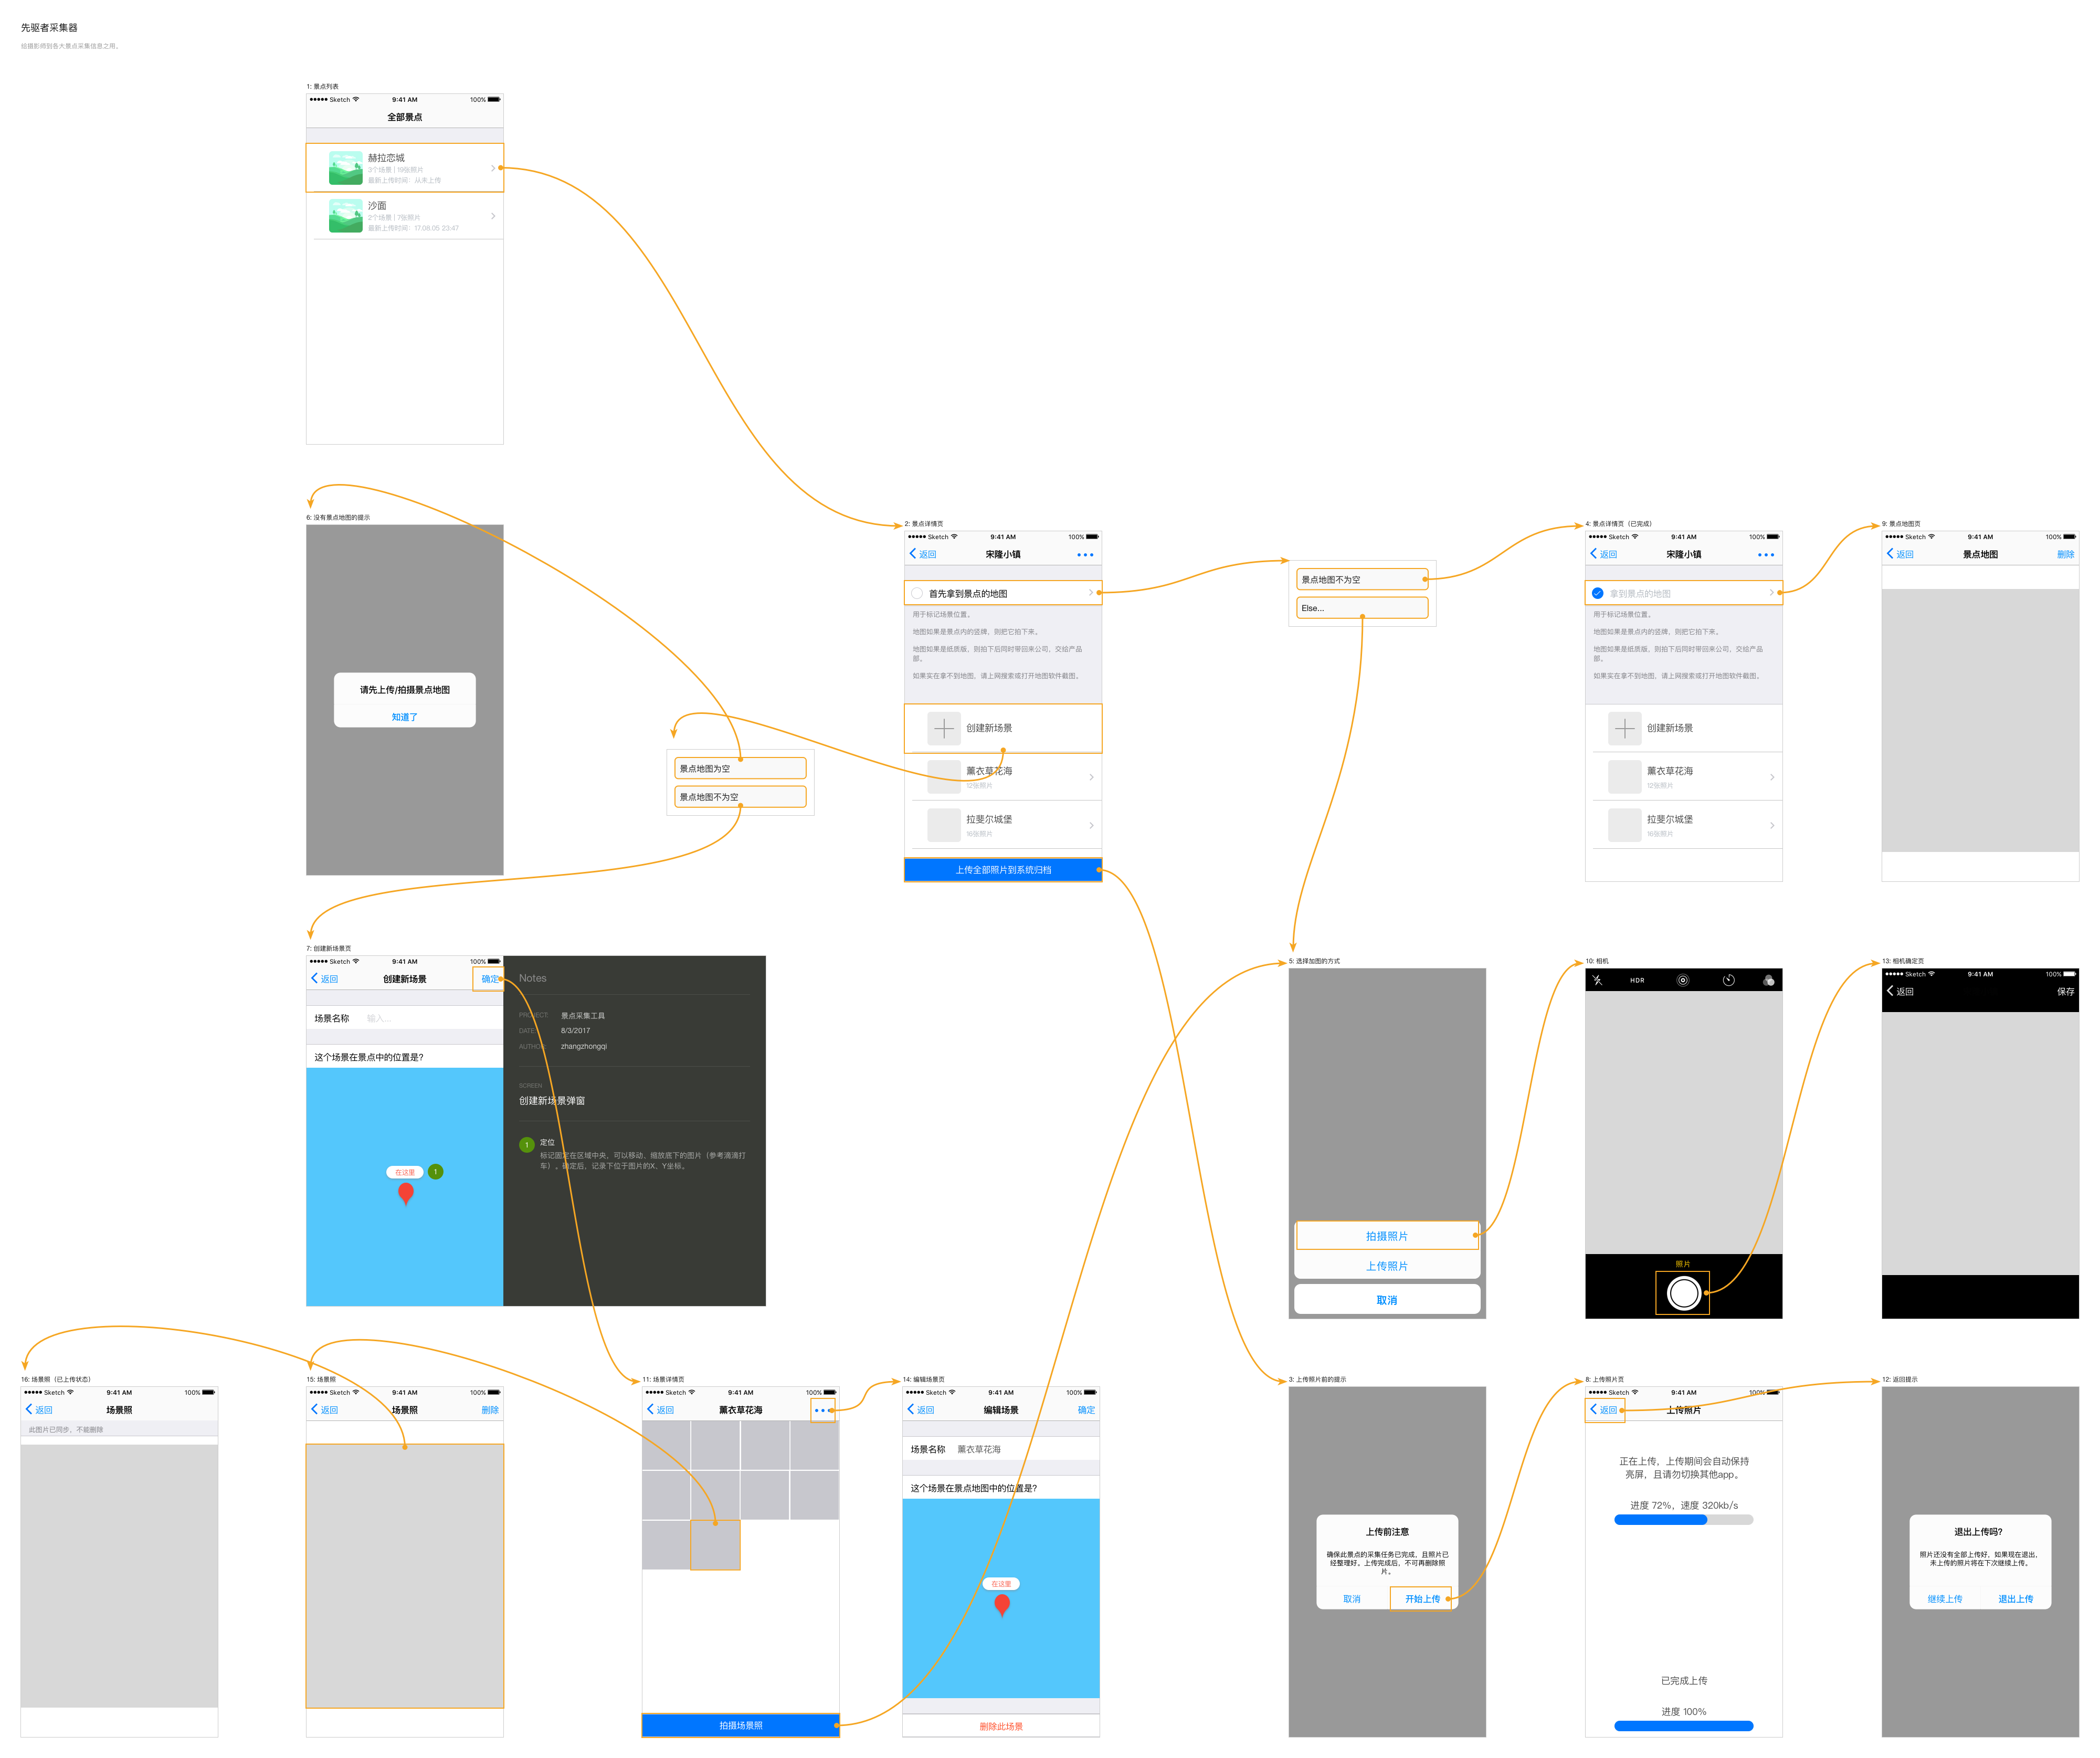 先驱者采集器
给摄影师到各大景点采集信息之用。
1: 景点列表
Sketch 9:41 AM 100%
全部景点
赫拉恋城
2个场景 | 19张照片
最新上传时间：从未上传
沙面
2个场景 | 7张照片
最新上传时间：17.08.05 23:47
6: 没有景点地图的提示
请先上传/拍摄景点地图
知道了
景点地图为空
景点地图不为空
2: 景点详情页
Sketch 9:41 AM 100%
返回 宋隆小镇
首先拿到景点的地图
用于标记场景位置。
地图如果是景点内的竖牌，则把它拍下来。
地图如果是纸质版，则拍下后同时带回来公司，交给产品
部。
如果实在拿不到地图，请上网搜索或打开地图软件截图。
创建新场景
薰衣草花海
12张照片
拉斐尔城堡
16张照片
上传全部照片到系统归档
景点地图不为空
Else...
4: 景点详情页（已完成）
Sketch 9:41 AM 100%
返回 宋隆小镇
拿到景点的地图
用于标记场景位置。
地图如果是景点内的竖牌，则把它拍下来。
地图如果是纸质版，则拍下后同时带回来公司，交给产品
部。
如果实在拿不到地图，请上网搜索或打开地图软件截图。
创建新场景
薰衣草花海
12张照片
拉斐尔城堡
16张照片
9: 景点地图页
Sketch 9:41 AM 100%
返回 景点地图 删除
7: 创建新场景页
Sketch 9:41 AM 100%
返回 创建新场景 确定
场景名称 输入...
这个场景在景点中的位置是?
在这里 1
Notes
PROJECT: 景点采集工具
DATE: 8/3/2017
AUTHOR: zhangzhongqi
SCREEN
创建新场景弹窗
1 定位
标记固定在区域中央，可以移动，缩放底下的图片（参考滴滴打
车）。确定后，记录下位于图片的X、Y坐标。
5: 选择加图的方式
拍摄照片
上传照片
取消
10: 相机
HDR
照片
13: 相机确定页
Sketch 9:41 AM 100%
返回 保存
16: 场景照（已上传状态）
Sketch 9:41 AM 100%
返回 场景照
此图片已同步，不能删除
15: 场景照
Sketch 9:41 AM 100%
返回 场景照 删除
11: 场景详情页
Sketch 9:41 AM 100%
返回 薰衣草花海
拍摄场景照
14: 编辑场景页
Sketch 9:41 AM 100%
返回 编辑场景 确定
场景名称 薰衣草花海
这个场景在景点地图中的位置是?
在这里
删除此场景
3: 上传照片前的提示
上传前注意
确保此景点的采集任务已完成，且照片已
经整理好。上传完成后，不可再删除照
片。
取消 开始上传
8: 上传照片页
Sketch 9:41 AM 100%
返回 上传照片
正在上传，上传期间会自动保持
亮屏，且请勿切换其他app。
进度 72%，速度 320kb/s
已完成上传
进度 100%
12: 返回提示
退出上传吗?
照片还没有全部上传好，如果现在退出，
未上传的照片将在下次继续上传。
继续上传 退出上传